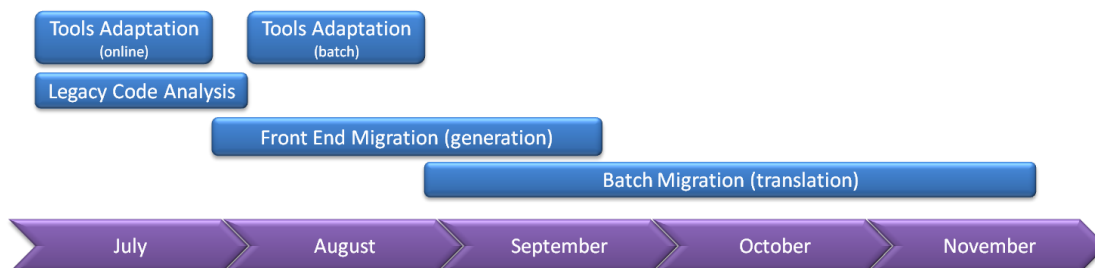 Tools Adaptation
(online)
Tools Adaptation
(batch)
Legacy Code Analysis
Front End Migration (generation)
Batch Migration (translation)
July
August
September
October
November